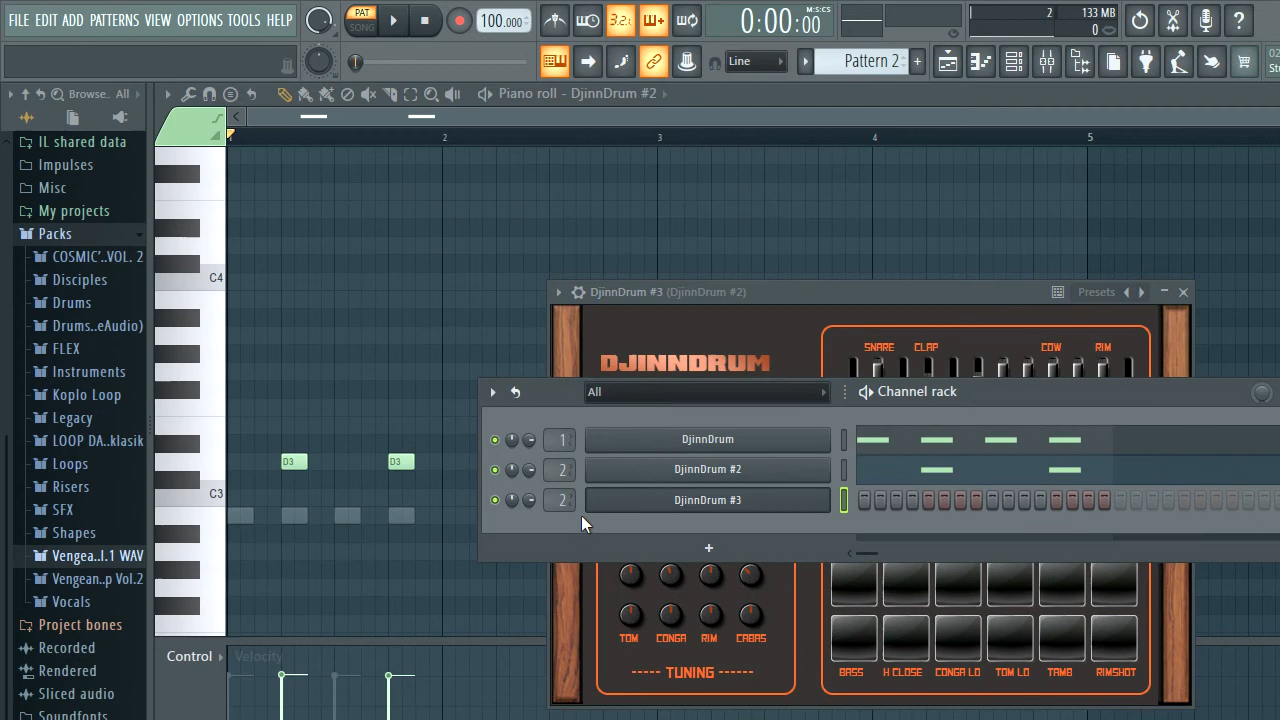 FILE EDIT ADD PATTERNS VIEW OPTIONS TOOLS HELP
PAT
SONG
100.000
3.2.
0:00:00
M:S:CS
2
133 MB
0
Line
Pattern 2
Browse.. All
Piano roll - DjinnDrum #2
IL shared data
Impulses
Misc
My projects
Packs
COSMIC'..VOL. 2
Disciples
Drums
Drums..eAudio)
FLEX
Instruments
Koplo Loop
Legacy
LOOP DA..klasik
Loops
Risers
SFX
Shapes
Vengea..l.1 WAV
Vengean..p Vol.2
Vocals
Project bones
Recorded
Rendered
Sliced audio
Soundfonts
2
3
4
5
C4
C3
D3
D3
Control
Velocity
DjinnDrum #3 (DjinnDrum #2)
Presets
DJINNDRUM
SNARE CLAP COW RIM
All
Channel rack
1 DjinnDrum
2 DjinnDrum #2
2 DjinnDrum #3
+
TOM CONGA RIM CABAS
TUNING
BASS H CLOSE CONGA LO TOM LO TAMB RIMSHOT